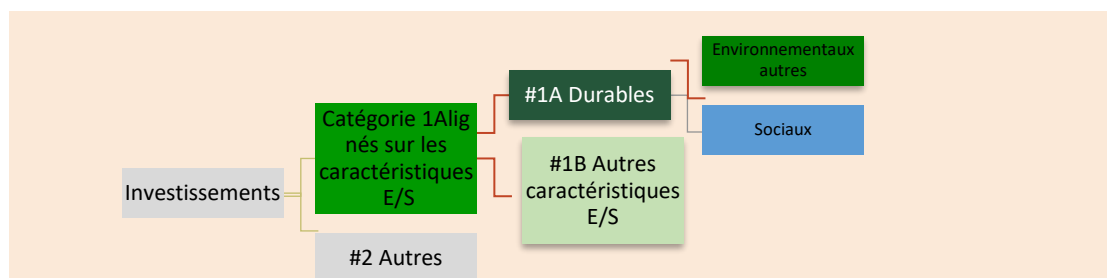 Investissements
Catégorie 1Alig
nés sur les
caractéristiques
E/S
#2 Autres
#1A Durables
#1B Autres
caractéristiques
E/S
Environnementaux
autres
Sociaux